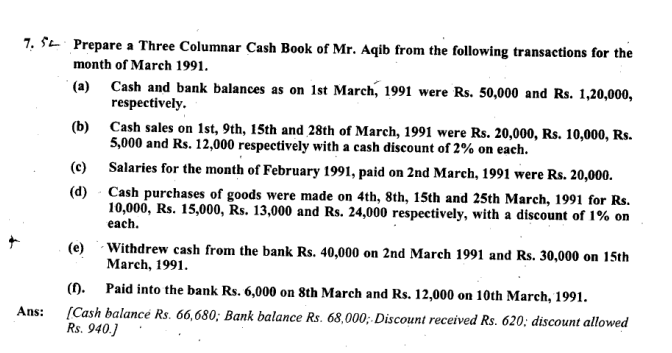 7. Prepare a Three Columnar Cash Book of Mr. Aqib from the following transactions for the
month of March 1991.
(a) Cash and bank balances as on 1st March, 1991 were Rs. 50,000 and Rs. 1,20,000,
respectively.
(b) Cash sales on 1st, 9th, 15th and 28th of March, 1991 were Rs. 20,000, Rs. 10,000, Rs.
5,000 and Rs. 12,000 respectively with a cash discount of 2% on each.
(c) Salaries for the month of February 1991, paid on 2nd March, 1991 were Rs. 20,000.
(d) Cash purchases of goods were made on 4th, 8th, 15th and 25th March, 1991 for Rs.
10,000, Rs. 15,000, Rs. 13,000 and Rs. 24,000 respectively, with a discount of 1% on
each.
(e) Withdrew cash from the bank Rs. 40,000 on 2nd March 1991 and Rs. 30,000 on 15th
March, 1991.
(f). Paid into the bank Rs. 6,000 on 8th March and Rs. 12,000 on 10th March, 1991.
Ans: [Cash balance Rs. 66,680; Bank balance Rs. 68,000; Discount received Rs. 620; discount allowed
Rs. 940.]